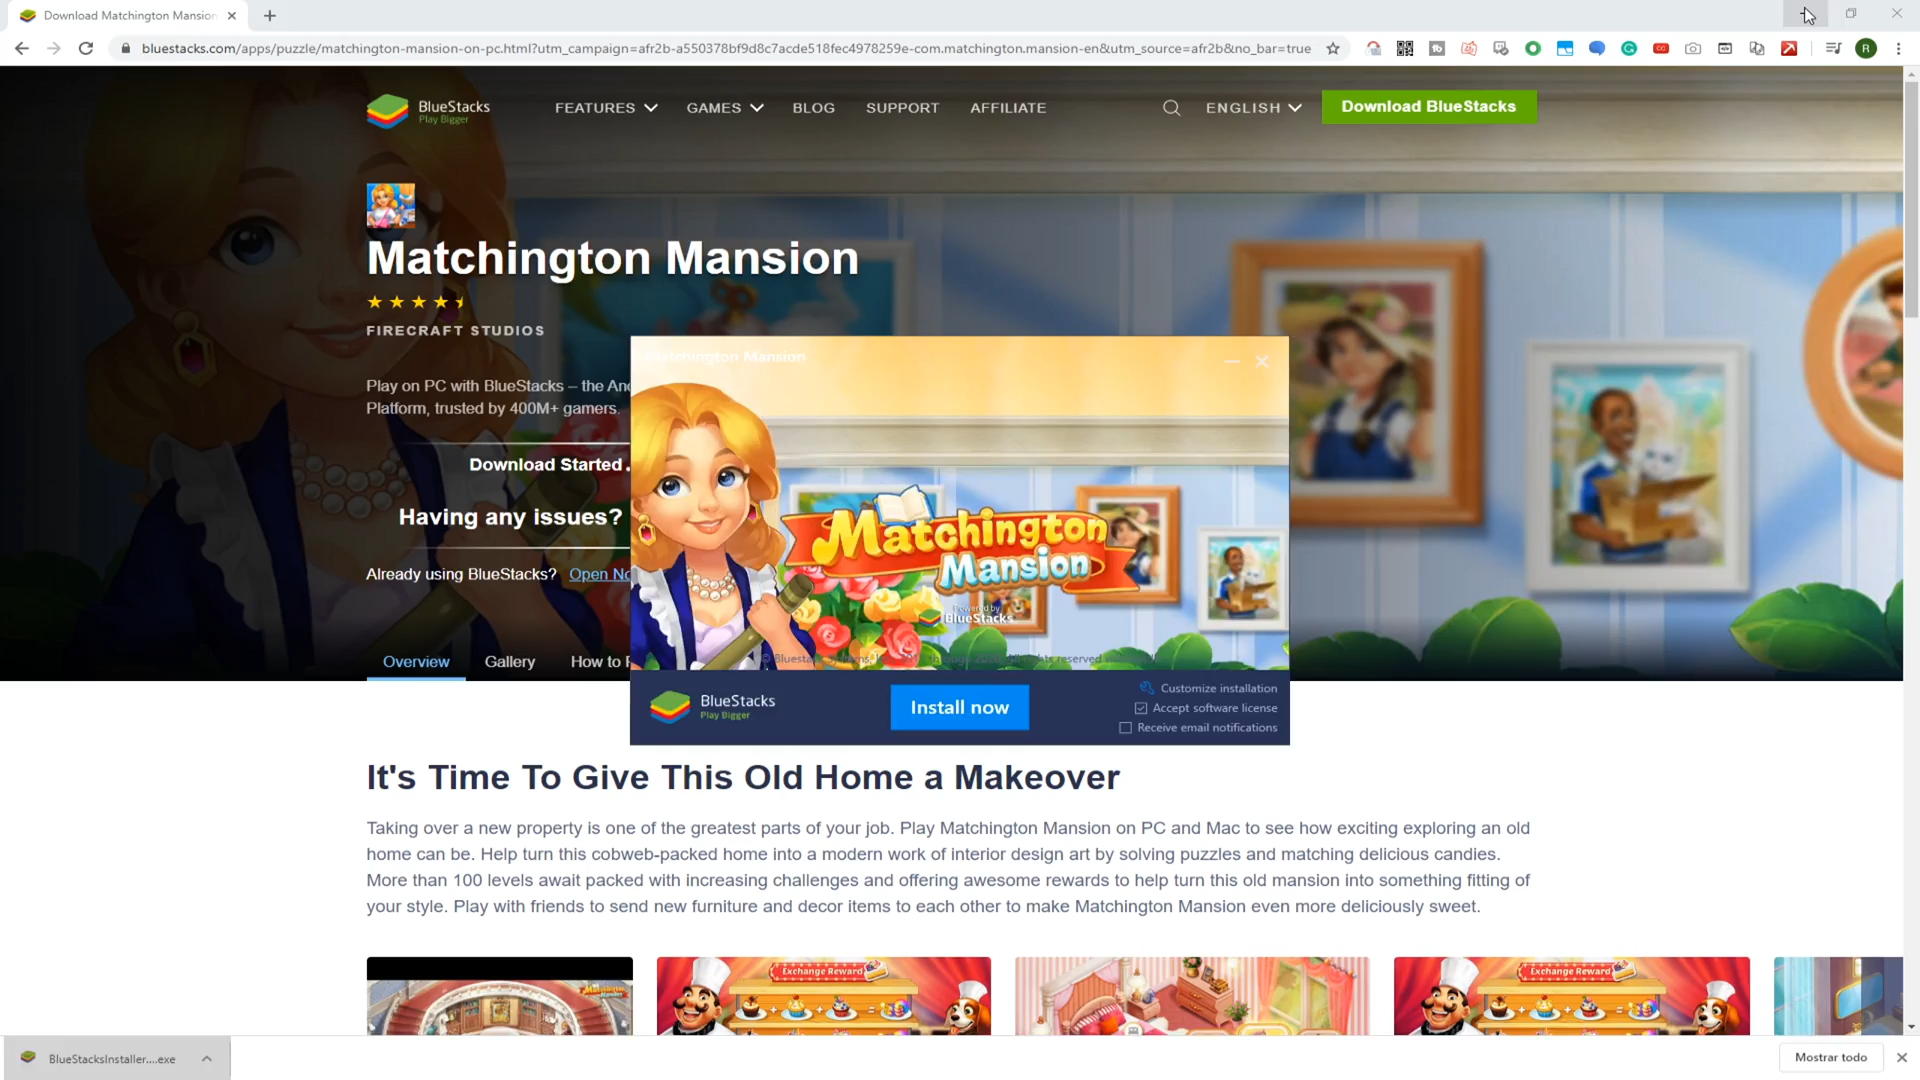 Download Matchington Mansion
bluestacks.com/apps/puzzle/matchington-mansion-on-pc.html?utm_campaign=afr2b-a550378bf9d8c7acde518fec4978259e-com.matchington.mansion-en&utm_source=afr2b&no_bar=true
R
BlueStacks
Play Bigger
FEATURES
GAMES
BLOG
SUPPORT
AFFILIATE
ENGLISH
Download BlueStacks
Matchington Mansion
FIRECRAFT STUDIOS
Play on PC with BlueStacks – the And
Platform, trusted by 400M+ gamers.
Download Started.
Having any issues?
Already using BlueStacks? Open No
Overview
Gallery
How to P
Matchington Mansion
Matchington
Mansion
Powered by
BlueStacks
BlueStacks
Play Bigger
Install now
Customize installation
Accept software license
Receive email notifications
It's Time To Give This Old Home a Makeover
Taking over a new property is one of the greatest parts of your job. Play Matchington Mansion on PC and Mac to see how exciting exploring an old
home can be. Help turn this cobweb-packed home into a modern work of interior design art by solving puzzles and matching delicious candies.
More than 100 levels await packed with increasing challenges and offering awesome rewards to help turn this old mansion into something fitting of
your style. Play with friends to send new furniture and decor items to each other to make Matchington Mansion even more deliciously sweet.
Matchington
Mansion
Exchange Reward
Exchange Reward
BlueStacksInstaller....exe
Mostrar todo